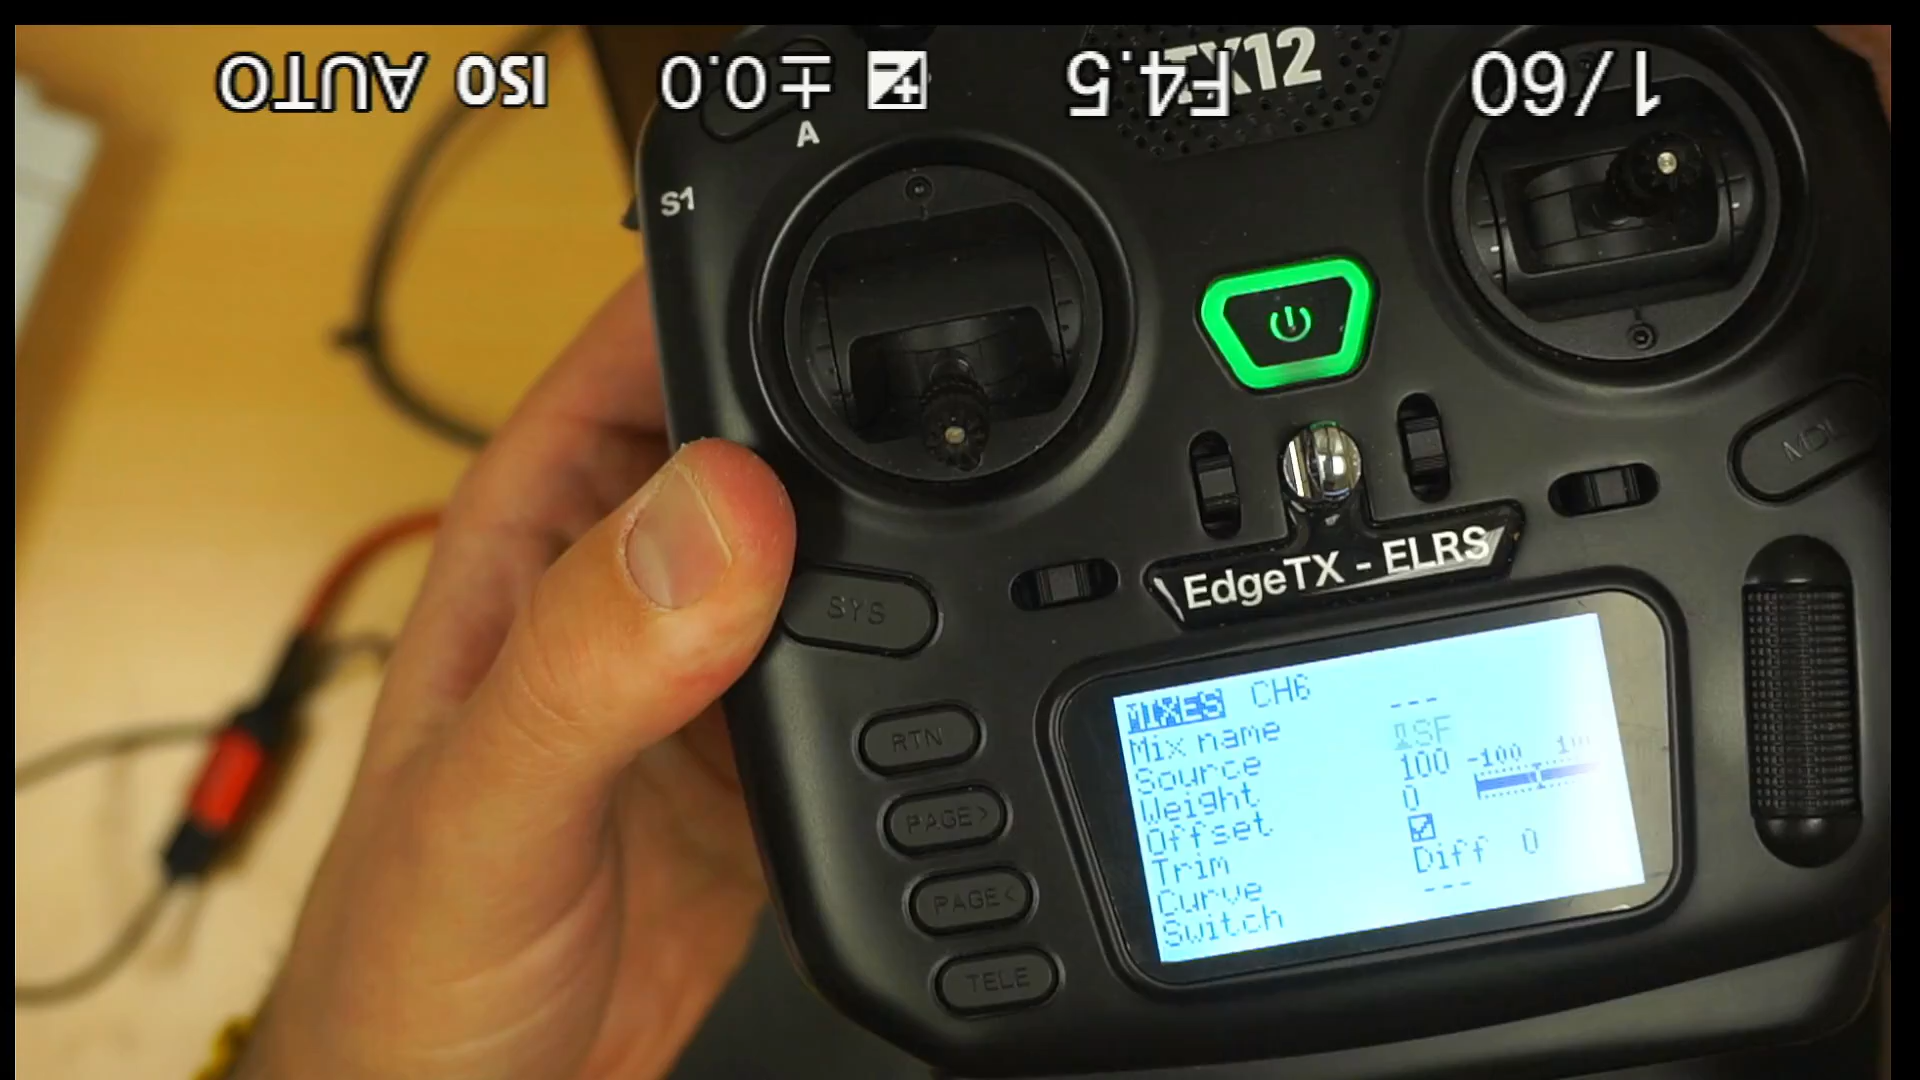 1/60 F4.5 ±0.0 ISO AUTO
TX12
A
S1
MDL
EdgeTX - ELRS
SYS
RTN
PAGE>
PAGE<
TELE
MIXES CH6
Mix name ---
Source SF
Weight 100 -100
Offset 0
Trim
Curve Diff 0
Switch ---